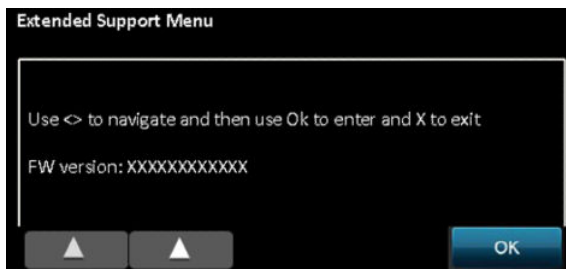 Extended Support Menu
Use <> to navigate and then use Ok to enter and X to exit
FW version: XXXXXXXXXXXX
OK